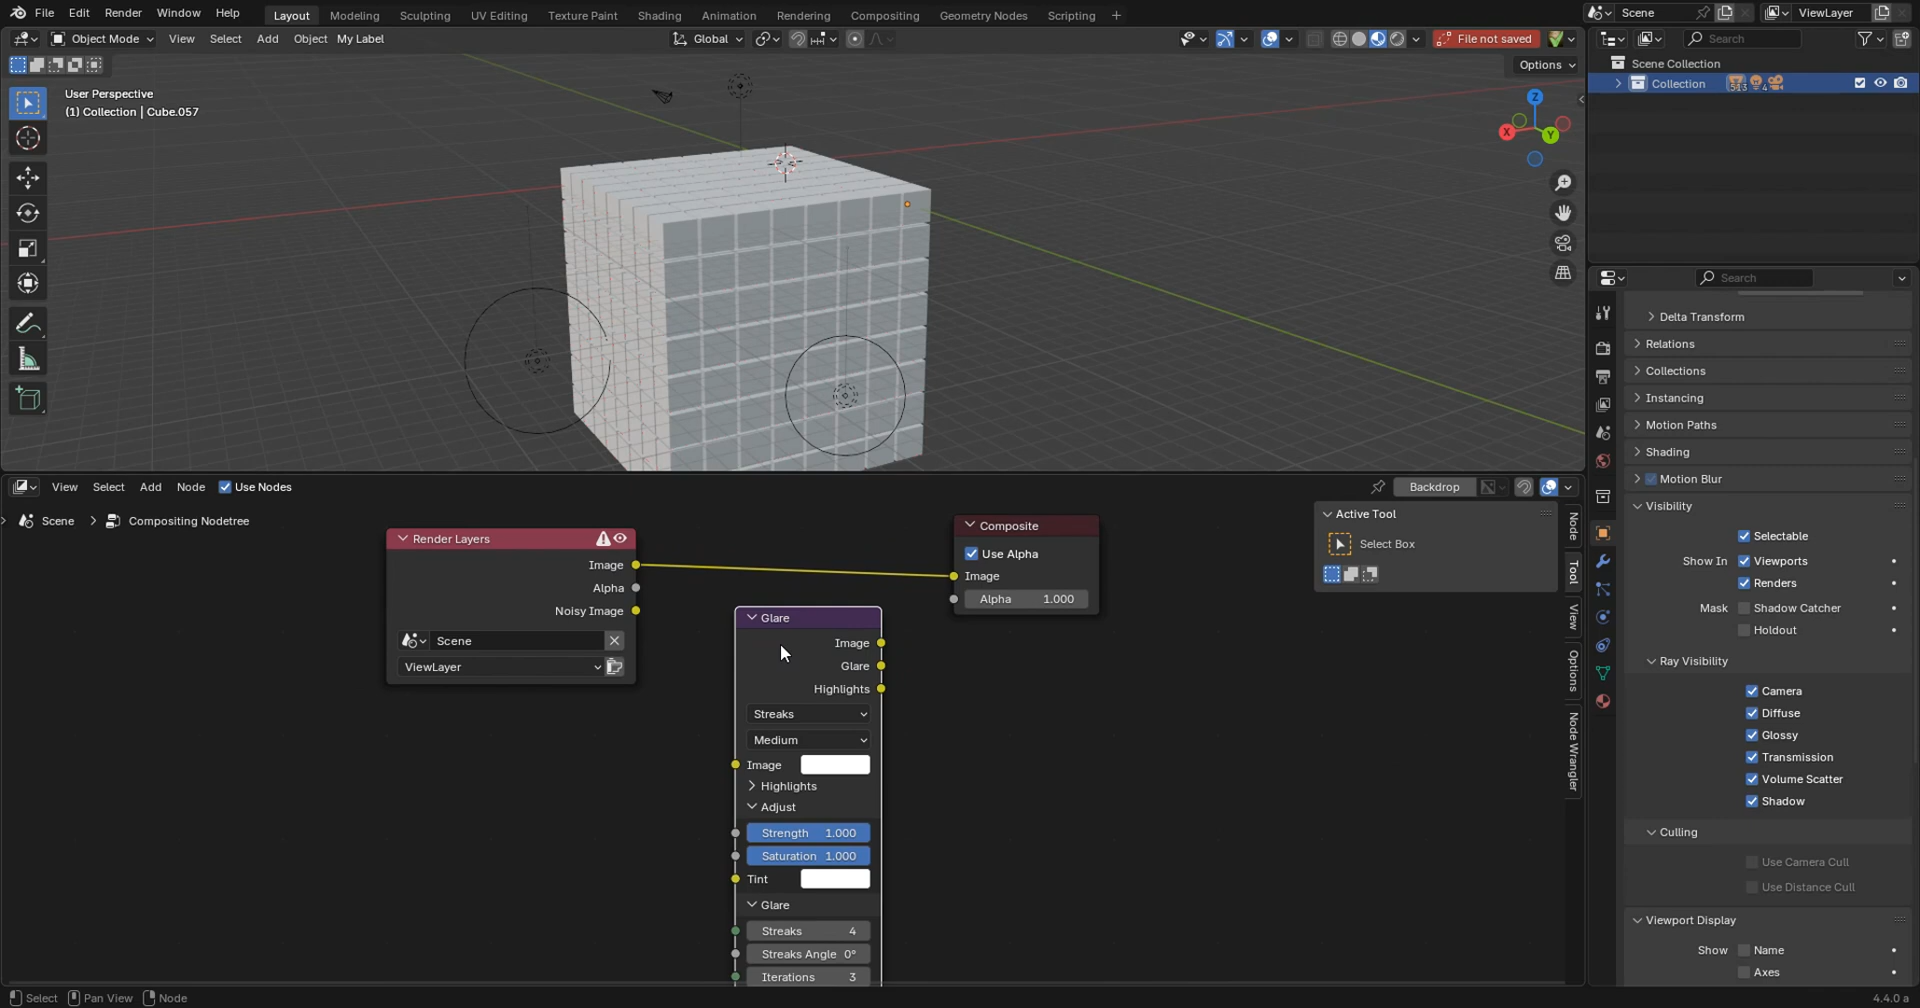 File Edit Render Window Help Layout Modeling Sculpting UV Editing Texture Paint Shading Animation Rendering Compositing Geometry Nodes Scripting + Scene ViewLayer
Object Mode View Select Add Object My Label Global File not saved Search
Options
Scene Collection
Collection 513 4
User Perspective
(1) Collection | Cube.057
Z
X
Y
Search
Delta Transform
Relations
Collections
Instancing
Motion Paths
Shading
Motion Blur
Visibility
Selectable
Show In Viewports
Renders
Mask Shadow Catcher
Holdout
Ray Visibility
Camera
Diffuse
Glossy
Transmission
Volume Scatter
Shadow
Culling
Use Camera Cull
Use Distance Cull
Viewport Display
Show Name
Axes
View Select Add Node Use Nodes Backdrop
Scene Compositing Nodetree
Render Layers
Image
Alpha
Noisy Image
Scene
ViewLayer
Composite
Use Alpha
Image
Alpha 1.000
Glare
Image
Glare
Highlights
Streaks
Medium
Image
Highlights
Adjust
Strength 1.000
Saturation 1.000
Tint
Glare
Streaks 4
Streaks Angle 0°
Iterations 3
Active Tool
Select Box
Node
Tool
View
Options
Node Wrangler
Select Pan View Node 4.4.0 a